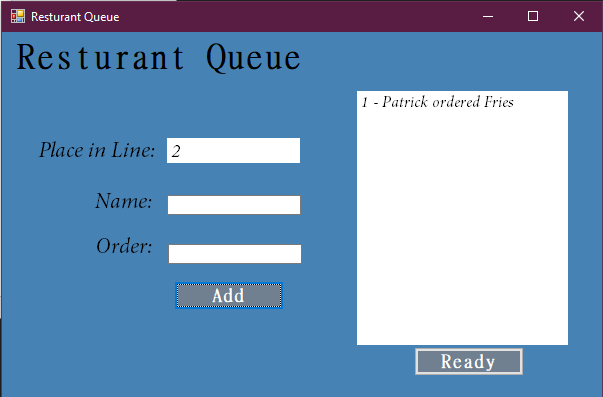 Resturant Queue
Resturant Queue
1 - Patrick ordered Fries
Place in Line: 2
Name:
Order:
Add
Ready